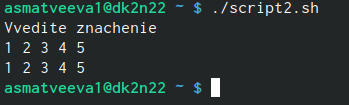 asmatveeva1@dk2n22 ~ $ ./script2.sh
Vvedite znachenie
1 2 3 4 5
1 2 3 4 5
asmatveeva1@dk2n22 ~ $